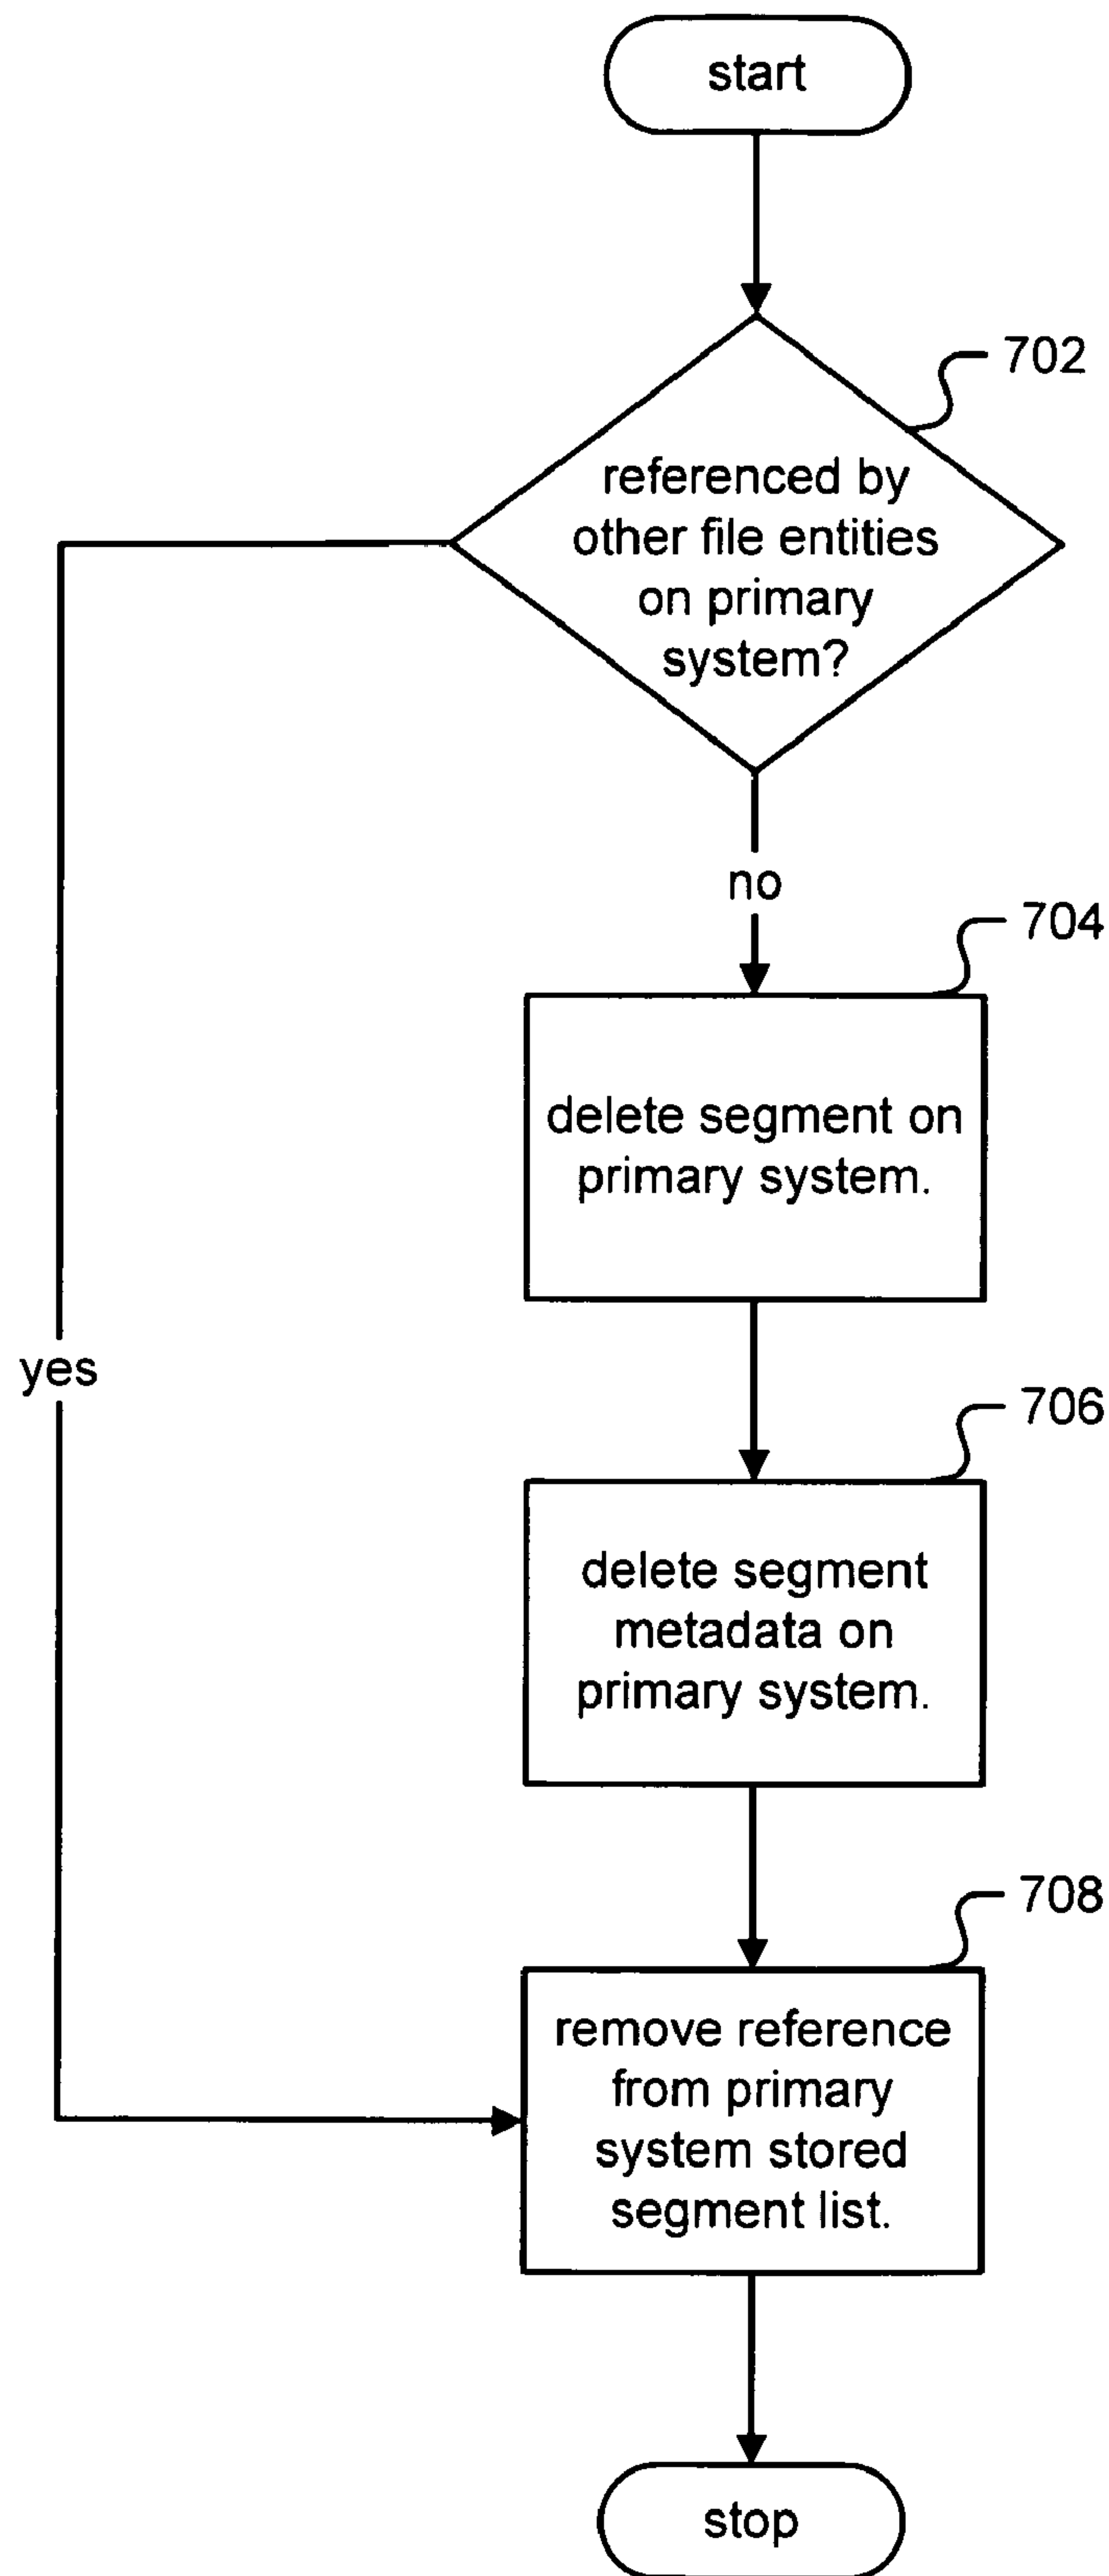 start
702
referenced by
other file entities
on primary
system?
no
704
delete segment on
primary system.
yes
706
delete segment
metadata on
primary system.
708
remove reference
from primary
system stored
segment list.
stop